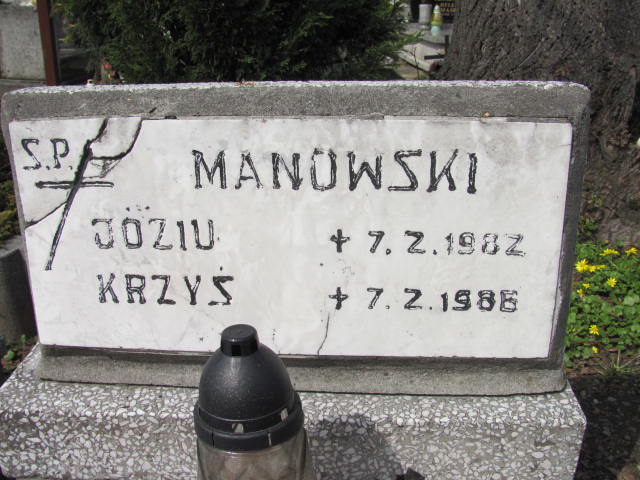 S.P. MANOWSKI
JÓZIU + 7.2.1982
KRZYŚ + 7.2.1986